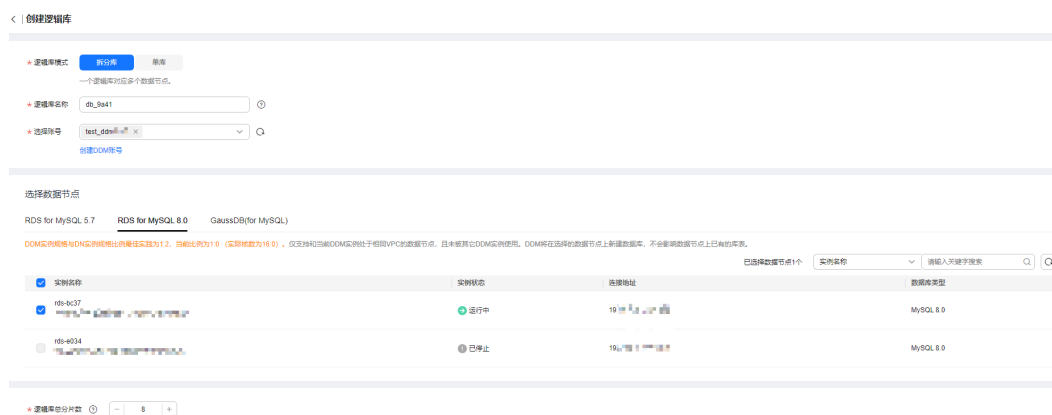 创建逻辑库
* 逻辑库模式 拆分库 单库
一个逻辑库对应多个数据节点。
* 逻辑库名称 db_9a41
* 选择账号 test_ddm
创建DDM账号
选择数据节点
RDS for MySQL 5.7 RDS for MySQL 8.0 GaussDB(for MySQL)
DDM实例规格与DN实例规格比例最佳实践为1:2，当前比例为1:0 （实际核数为16:0）。仅支持和当前DDM实例处于相同VPC的数据节点，且未被其它DDM实例使用。DDM将在选择的数据节点上新建数据库，不会影响数据节点上已有的库表。
已选择数据节点1个 实例名称 请输入关键字搜索
实例名称 实例状态 连接地址 数据库类型
rds-bc37
运行中 19 MySQL 8.0
rds-e034
已停止 19 MySQL 8.0
* 逻辑库总分片数 - 8 +